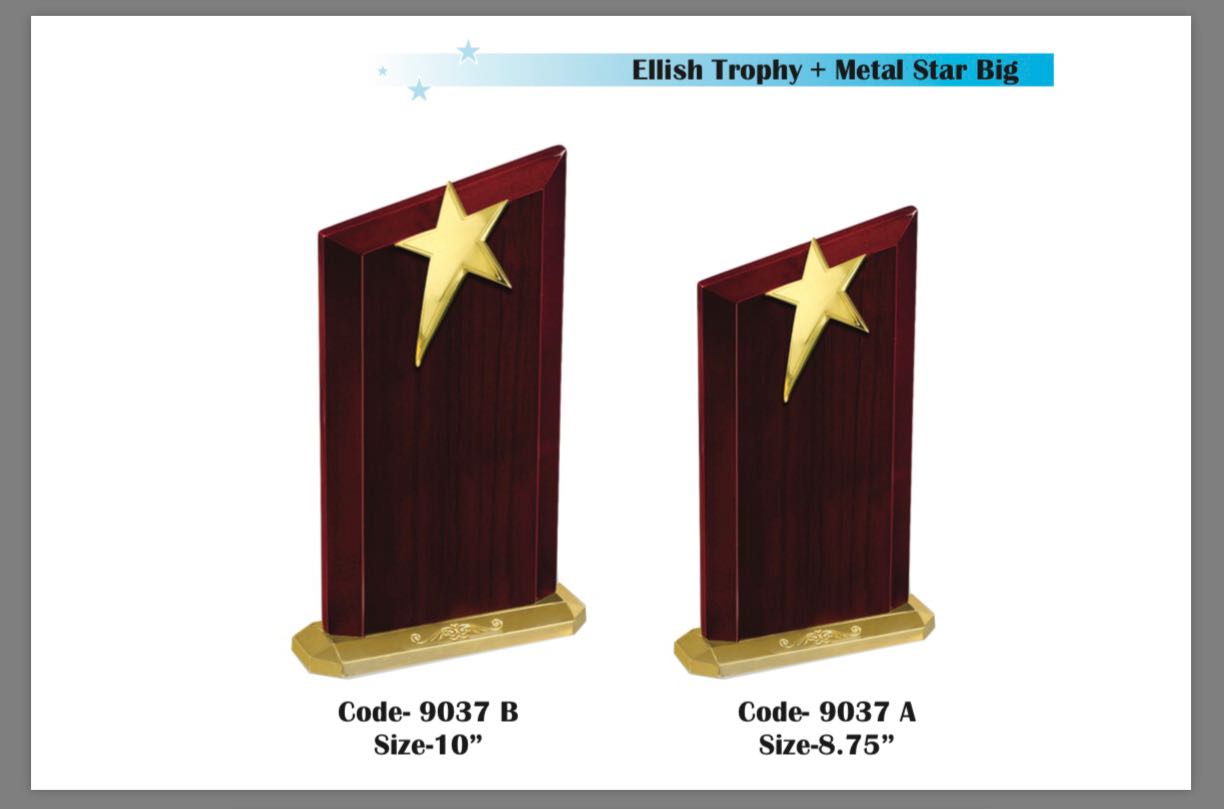 Ellish Trophy + Metal Star Big
Code- 9037 B
Size-10”
Code- 9037 A
Size-8.75”